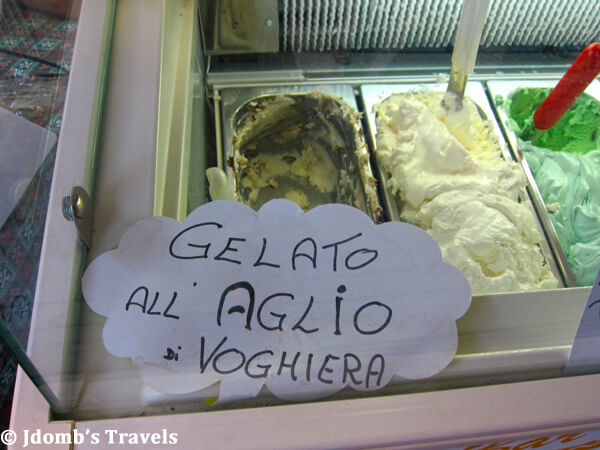 GELATO
ALL' AGLIO
DI VOGHIERA
© Jdomb's Travels